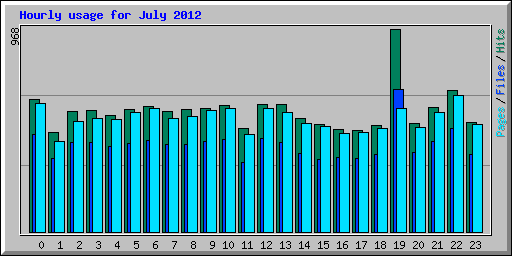 Hourly usage for July 2012
968
Pages/Files/Hits
0 1 2 3 4 5 6 7 8 9 10 11 12 13 14 15 16 17 18 19 20 21 22 23